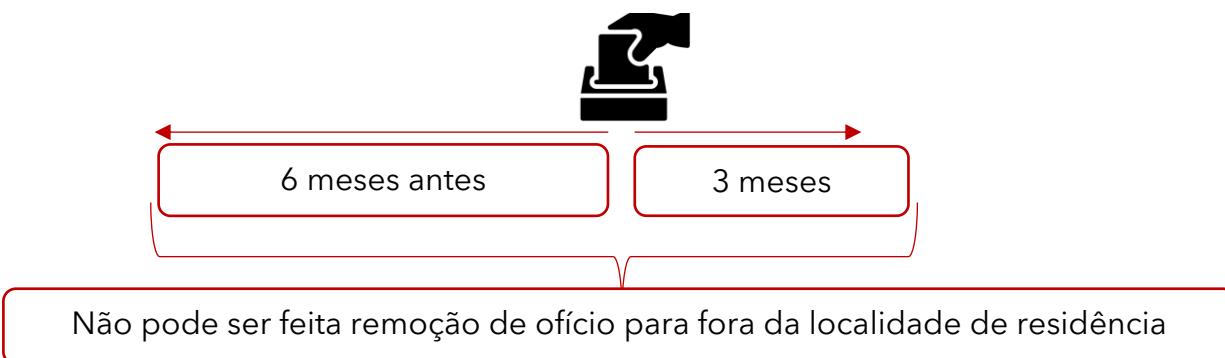 6 meses antes
3 meses
Não pode ser feita remoção de ofício para fora da localidade de residência